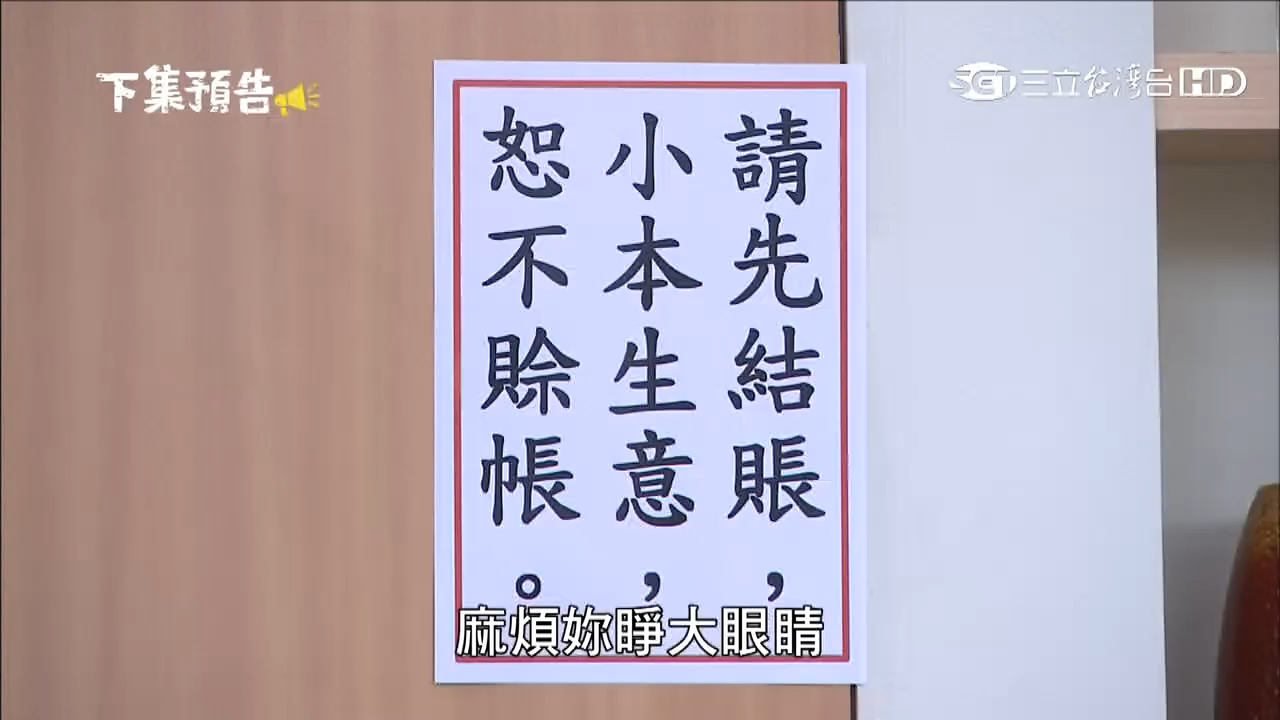 下集預告
SET三立台灣台HD
請先結賬，
小本生意，
恕不賒帳。
麻煩妳睜大眼睛